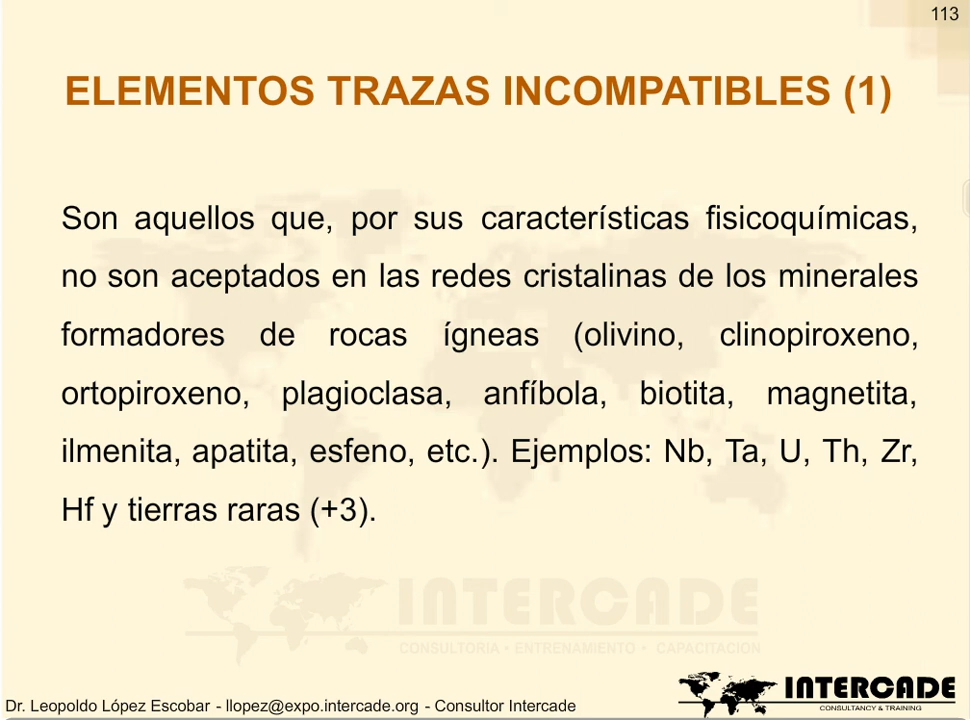 113
ELEMENTOS TRAZAS INCOMPATIBLES (1)
Son aquellos que, por sus características fisicoquímicas,
no son aceptados en las redes cristalinas de los minerales
formadores de rocas ígneas (olivino, clinopiroxeno,
ortopiroxeno, plagioclasa, anfíbola, biotita, magnetita,
ilmenita, apatita, esfeno, etc.). Ejemplos: Nb, Ta, U, Th, Zr,
Hf y tierras raras (+3).
INTERCADE
CONSULTORIA • ENTRENAMIENTO • CAPACITACION
INTERCADE
CONSULTANCY & TRAINING
Dr. Leopoldo López Escobar - llopez@expo.intercade.org - Consultor Intercade